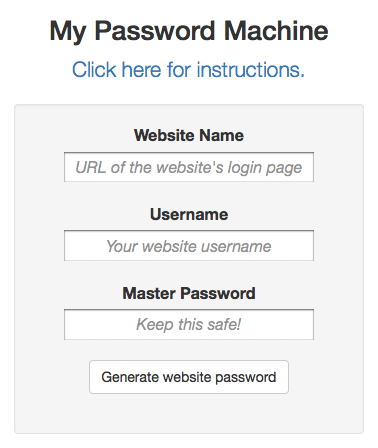 My Password Machine
Click here for instructions.
Website Name
URL of the website's login page
Username
Your website username
Master Password
Keep this safe!
Generate website password